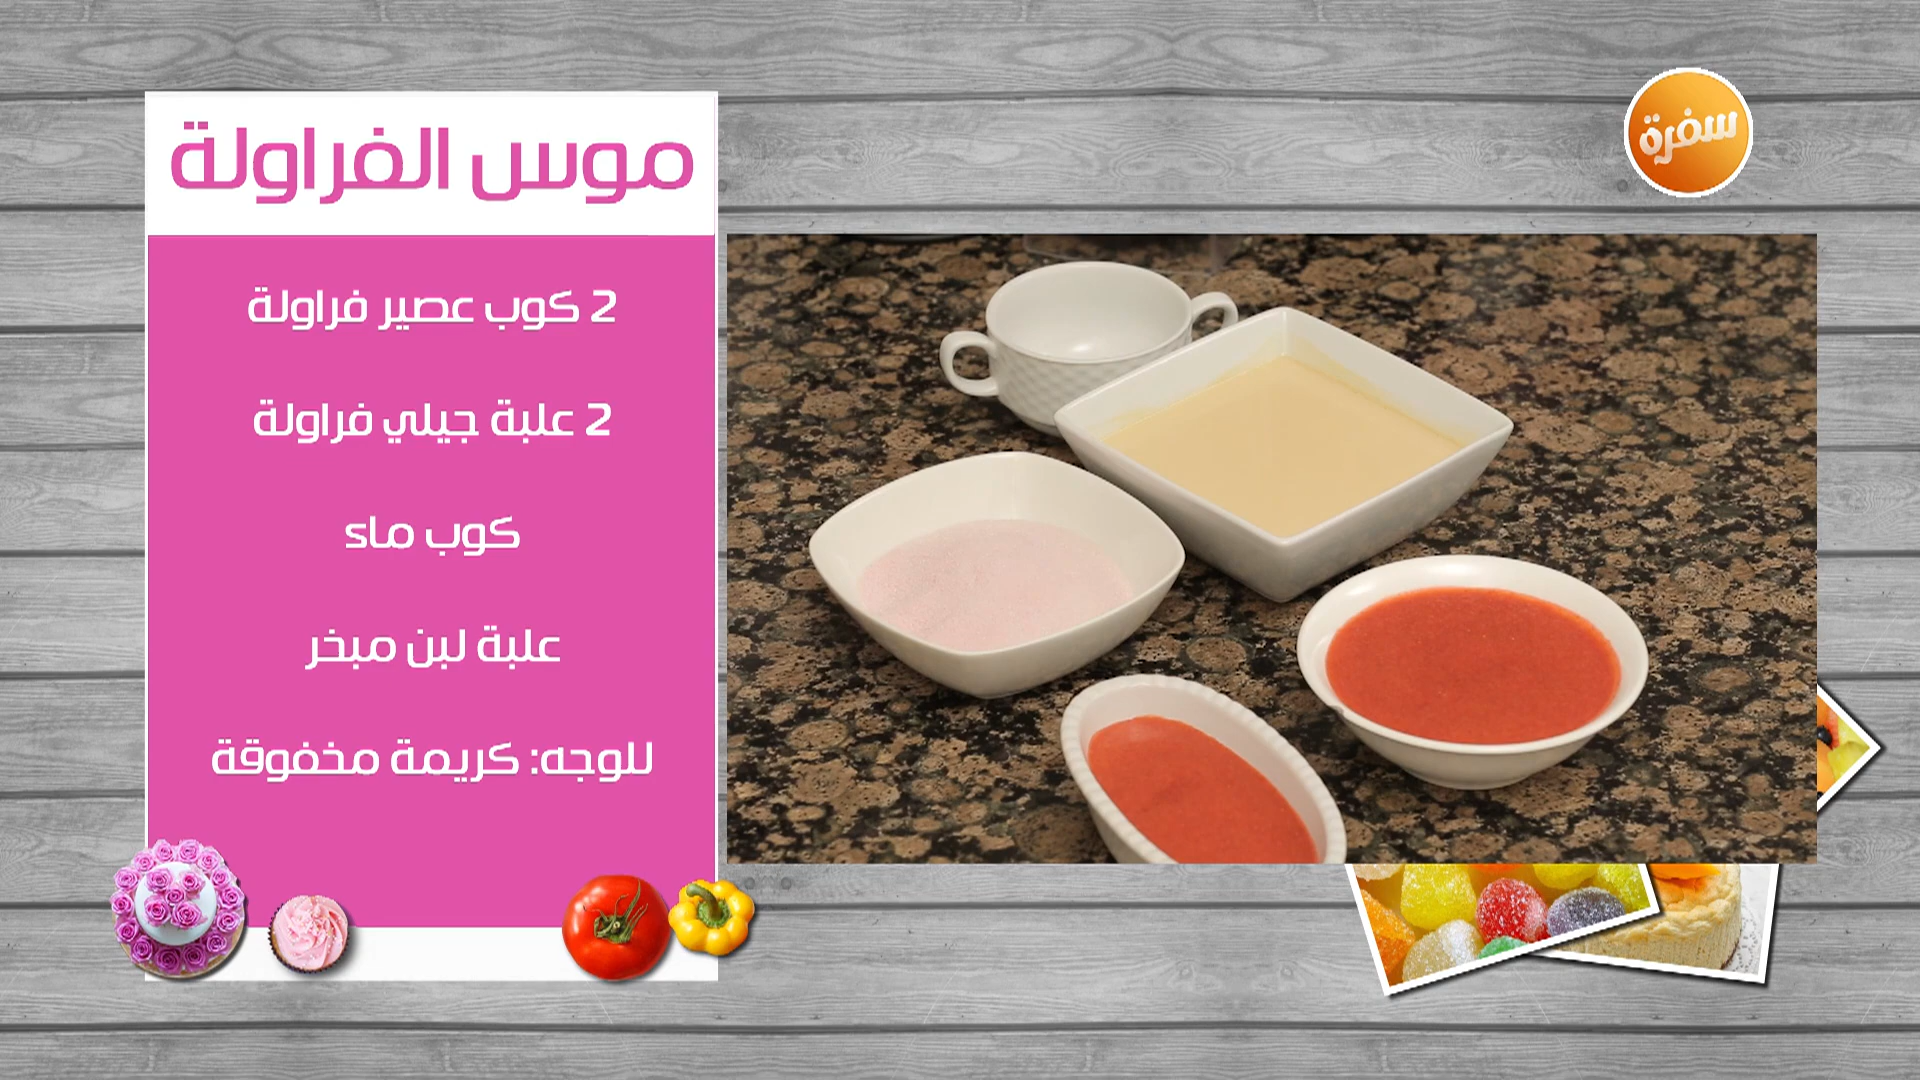 سفرة
موس الفراولة
2 كوب عصير فراولة
2 علبة جيلي فراولة
كوب ماء
علبة لبن مبخر
للوجه: كريمة مخفوقة